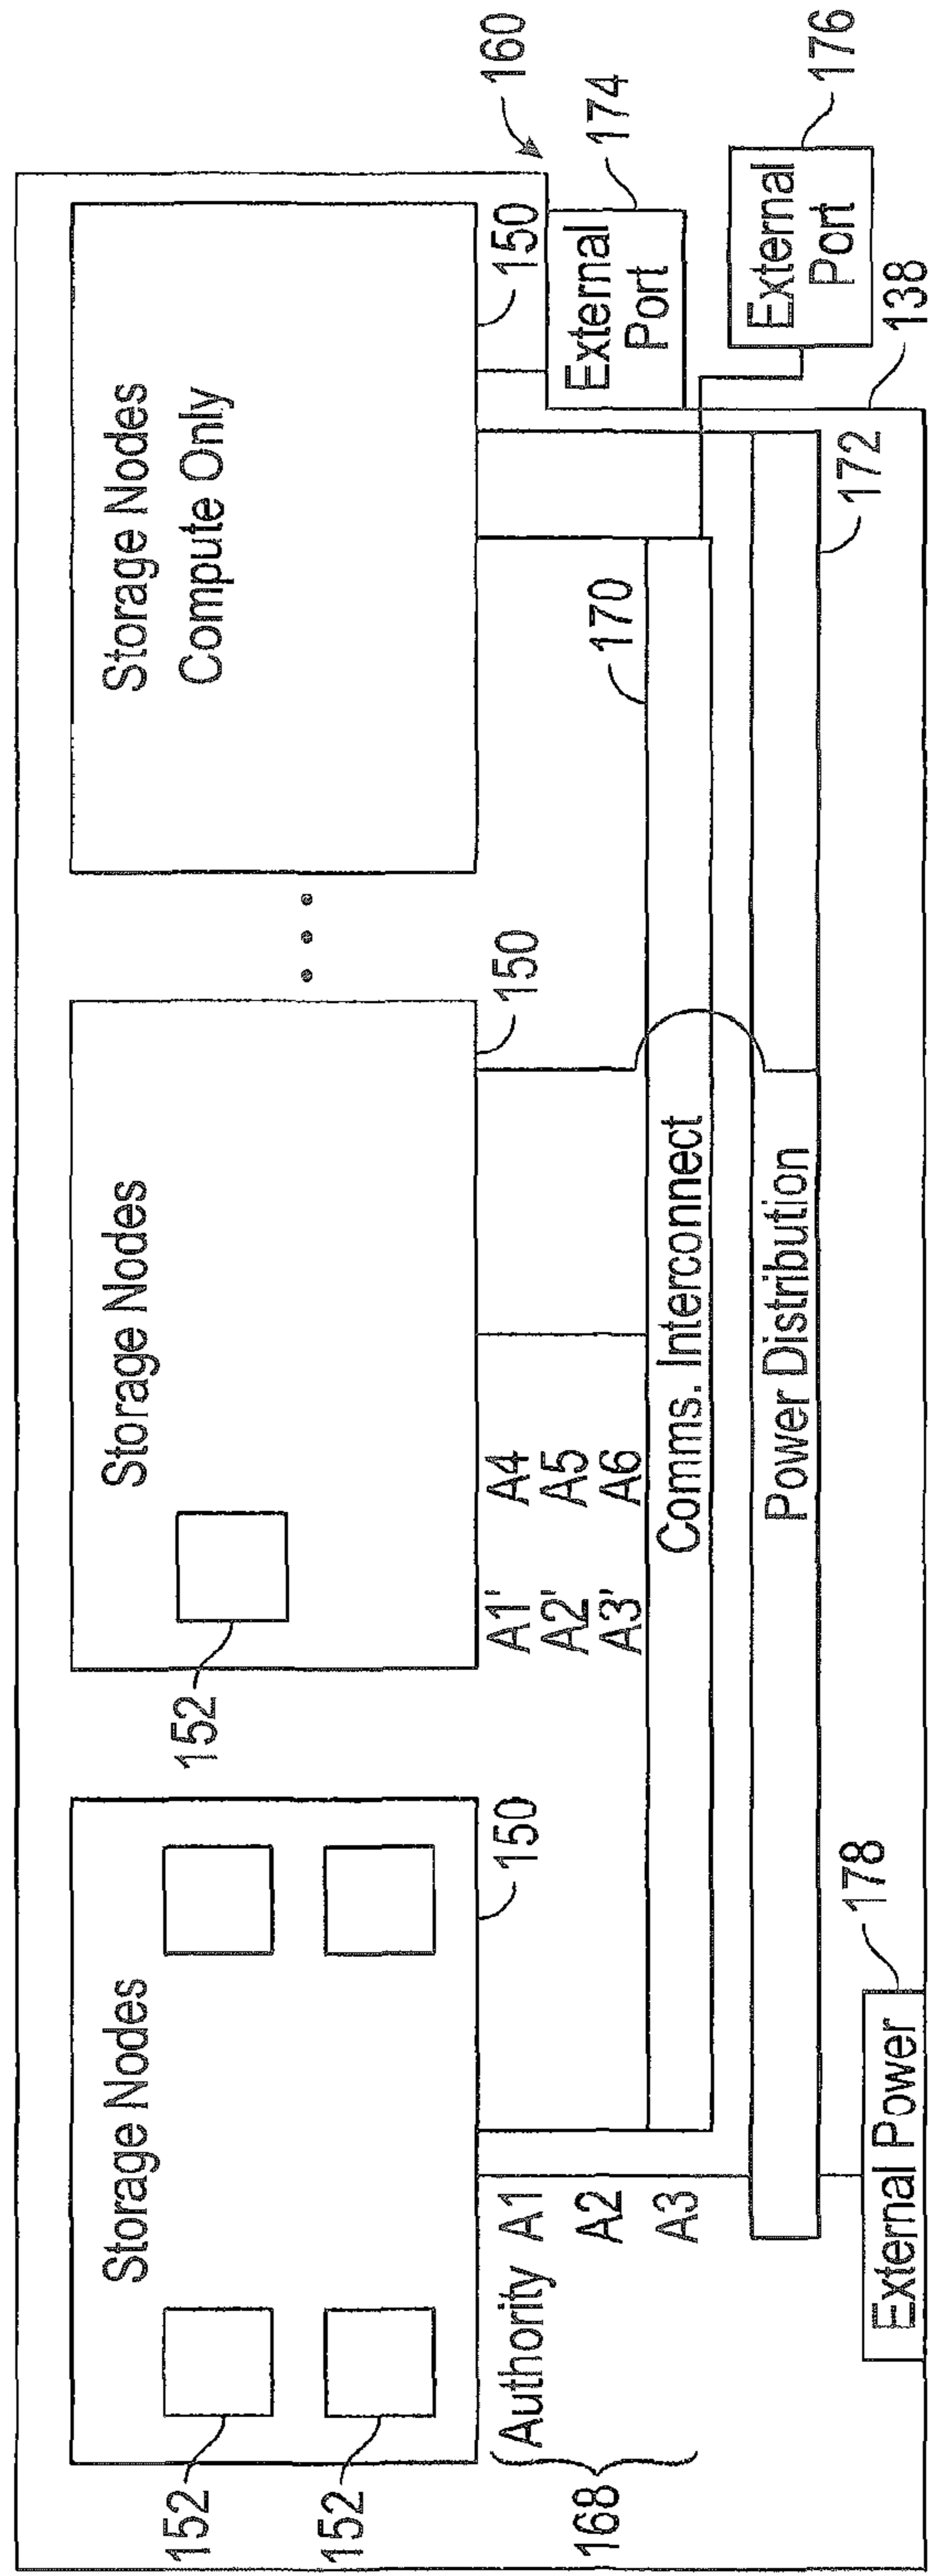 160
Storage Nodes
Storage Nodes
Storage Nodes
Compute Only
152
152
152
150
150
150
Authority A1
A2
A3
168
A1' A4
A2' A5
A3' A6
170
External
Port
174
Comms. Interconnect
External
Port
176
Power Distribution
172
138
External Power
178